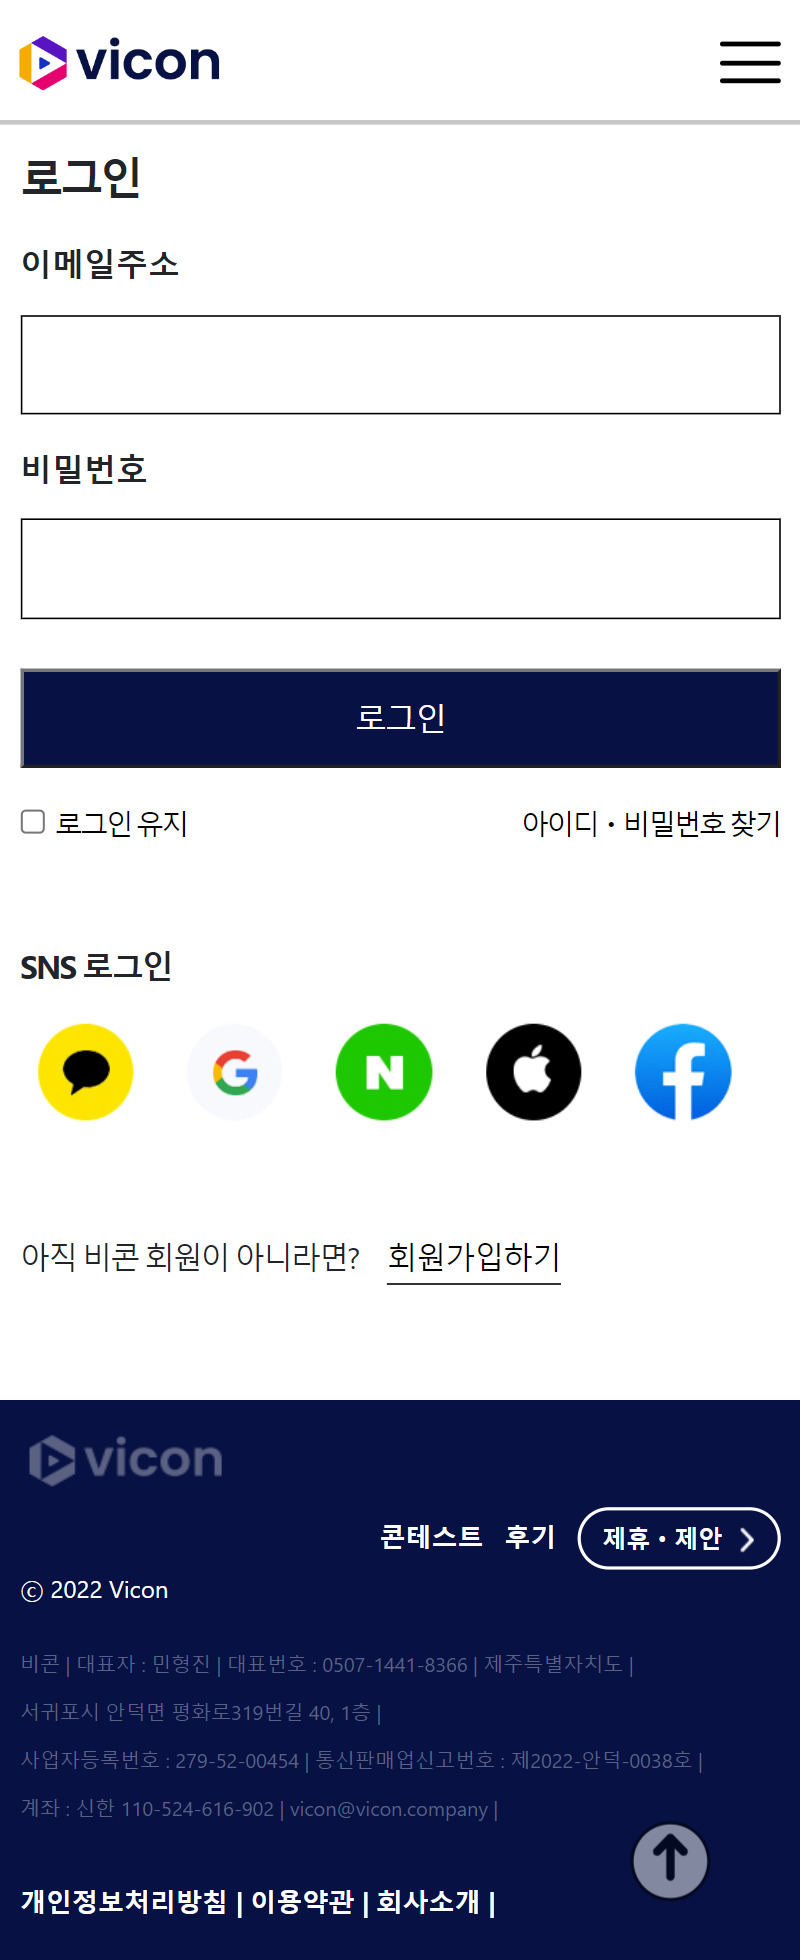 vicon
로그인
이메일주소
비밀번호
로그인
로그인 유지
아이디・비밀번호 찾기
SNS 로그인
아직 비콘 회원이 아니라면? 회원가입하기
vicon
콘테스트 후기 제휴・제안
ⓒ 2022 Vicon
비콘 | 대표자 : 민형진 | 대표번호 : 0507-1441-8366 | 제주특별자치도 |
서귀포시 안덕면 평화로319번길 40, 1층 |
사업자등록번호 : 279-52-00454 | 통신판매업신고번호 : 제2022-안덕-0038호 |
계좌 : 신한 110-524-616-902 | vicon@vicon.company |
개인정보처리방침 | 이용약관 | 회사소개 |